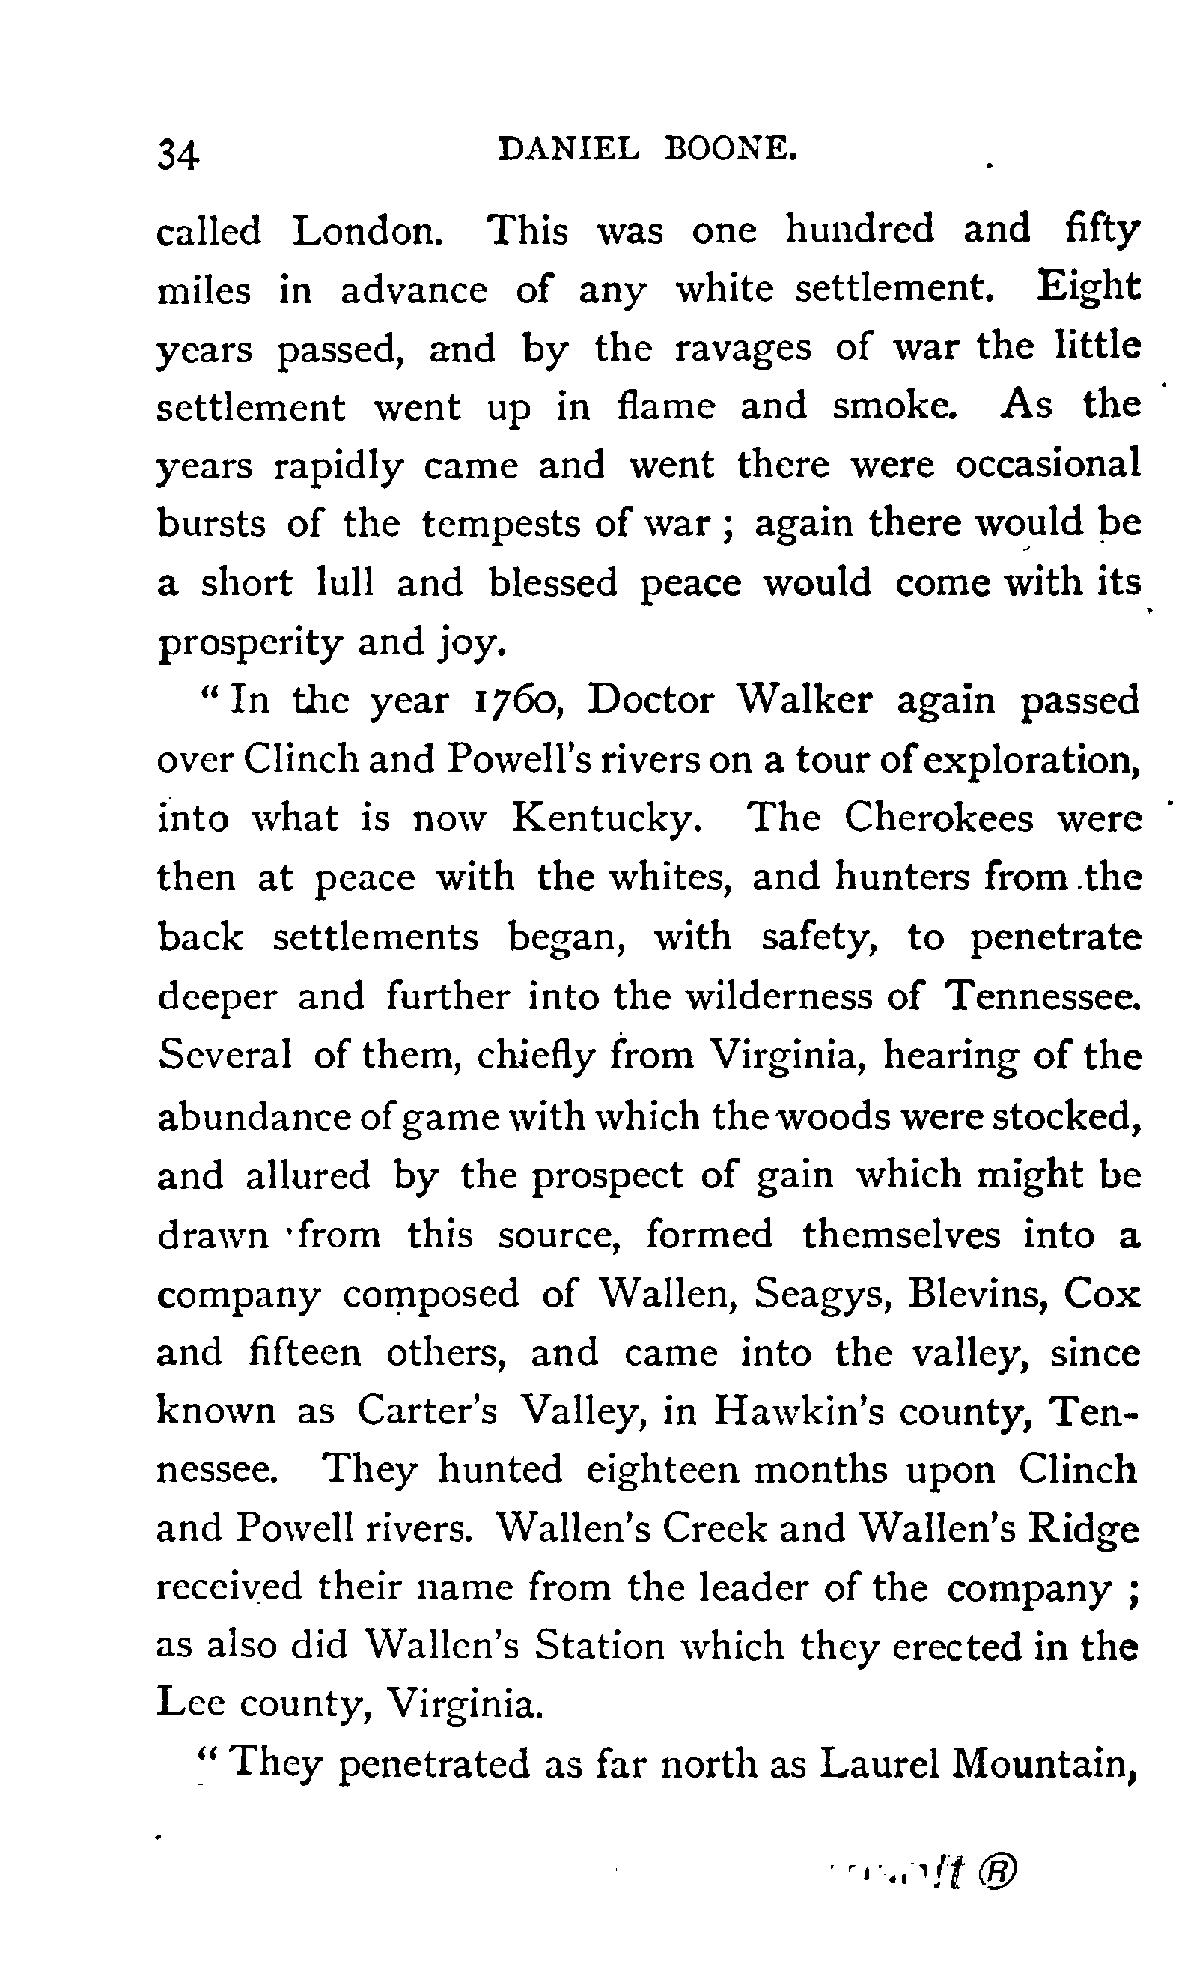 34 DANIEL BOONE.
called London. This was one hundred and fifty
miles in advance of any white settlement. Eight
years passed, and by the ravages of war the little
settlement went up in flame and smoke. As the
years rapidly came and went there were occasional
bursts of the tempests of war ; again there would be
a short lull and blessed peace would come with its
prosperity and joy.
“ In the year 1760, Doctor Walker again passed
over Clinch and Powell's rivers on a tour of exploration,
into what is now Kentucky. The Cherokees were
then at peace with the whites, and hunters from the
back settlements began, with safety, to penetrate
deeper and further into the wilderness of Tennessee.
Several of them, chiefly from Virginia, hearing of the
abundance of game with which the woods were stocked,
and allured by the prospect of gain which might be
drawn from this source, formed themselves into a
company composed of Wallen, Seagys, Blevins, Cox
and fifteen others, and came into the valley, since
known as Carter's Valley, in Hawkin's county, Ten-
nessee. They hunted eighteen months upon Clinch
and Powell rivers. Wallen's Creek and Wallen's Ridge
received their name from the leader of the company ;
as also did Wallen's Station which they erected in the
Lee county, Virginia.
“ They penetrated as far north as Laurel Mountain,
®